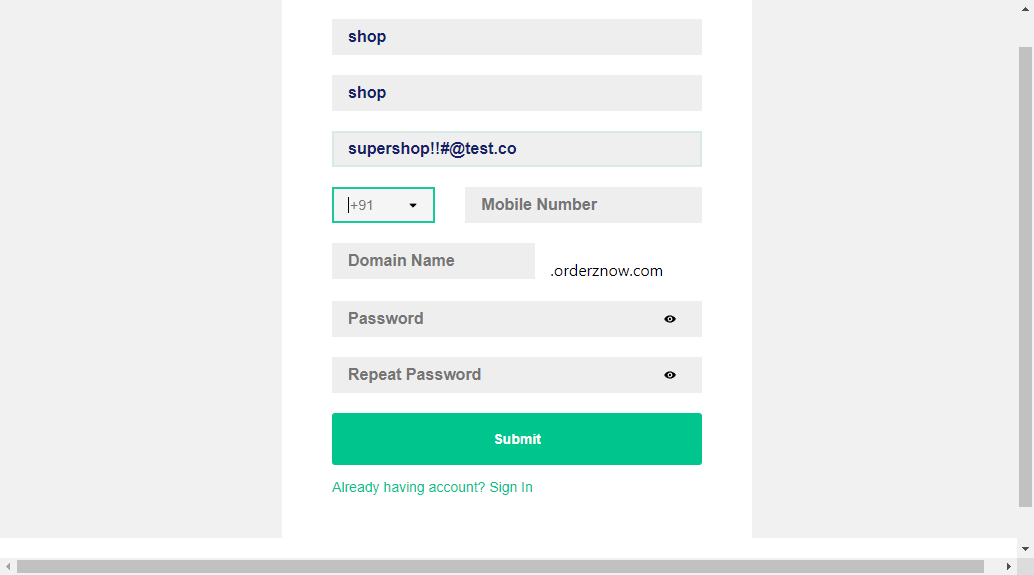 shop
shop
supershop!!#@test.co
+91 Mobile Number
Domain Name .orderznow.com
Password
Repeat Password
Submit
Already having account? Sign In